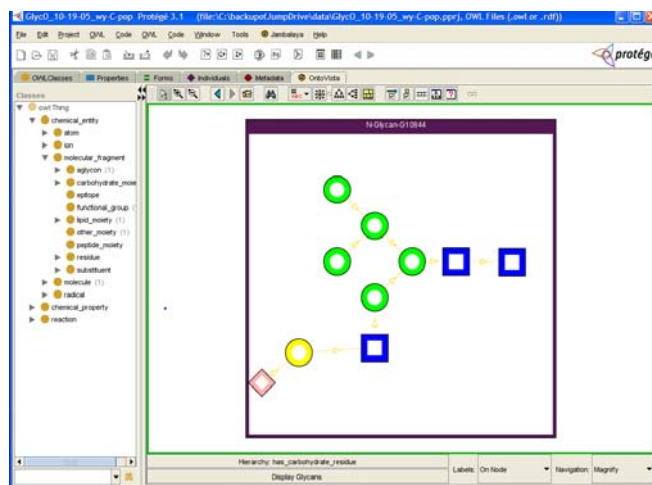 GlycO_10-19-05_wy-C-pop Protégé 3.1 (file:\C:\backupofJumpDrive\data\GlycO_10-19-05_wy-C-pop.pprj, OWL Files (.owl or .rdf))
File Edit Project OWL Code OWL Code Window Tools Jambalaya Help
protégé
OWLClasses Properties Forms Individuals Metadata OntoVista
Classes
owl:Thing
chemical_entity
atom
ion
molecular_fragment
aglycon (1)
carbohydrate_moie
epitope
functional_group
lipid_moiety (1)
other_moiety (1)
peptide_moiety
residue
substituent
molecule (1)
radical
chemical_property
reaction
N-Glycan-G10844
Hierarchy: has_carbohydrate_residue
Display Glycans
Labels: On Node
Navigation: Magnify